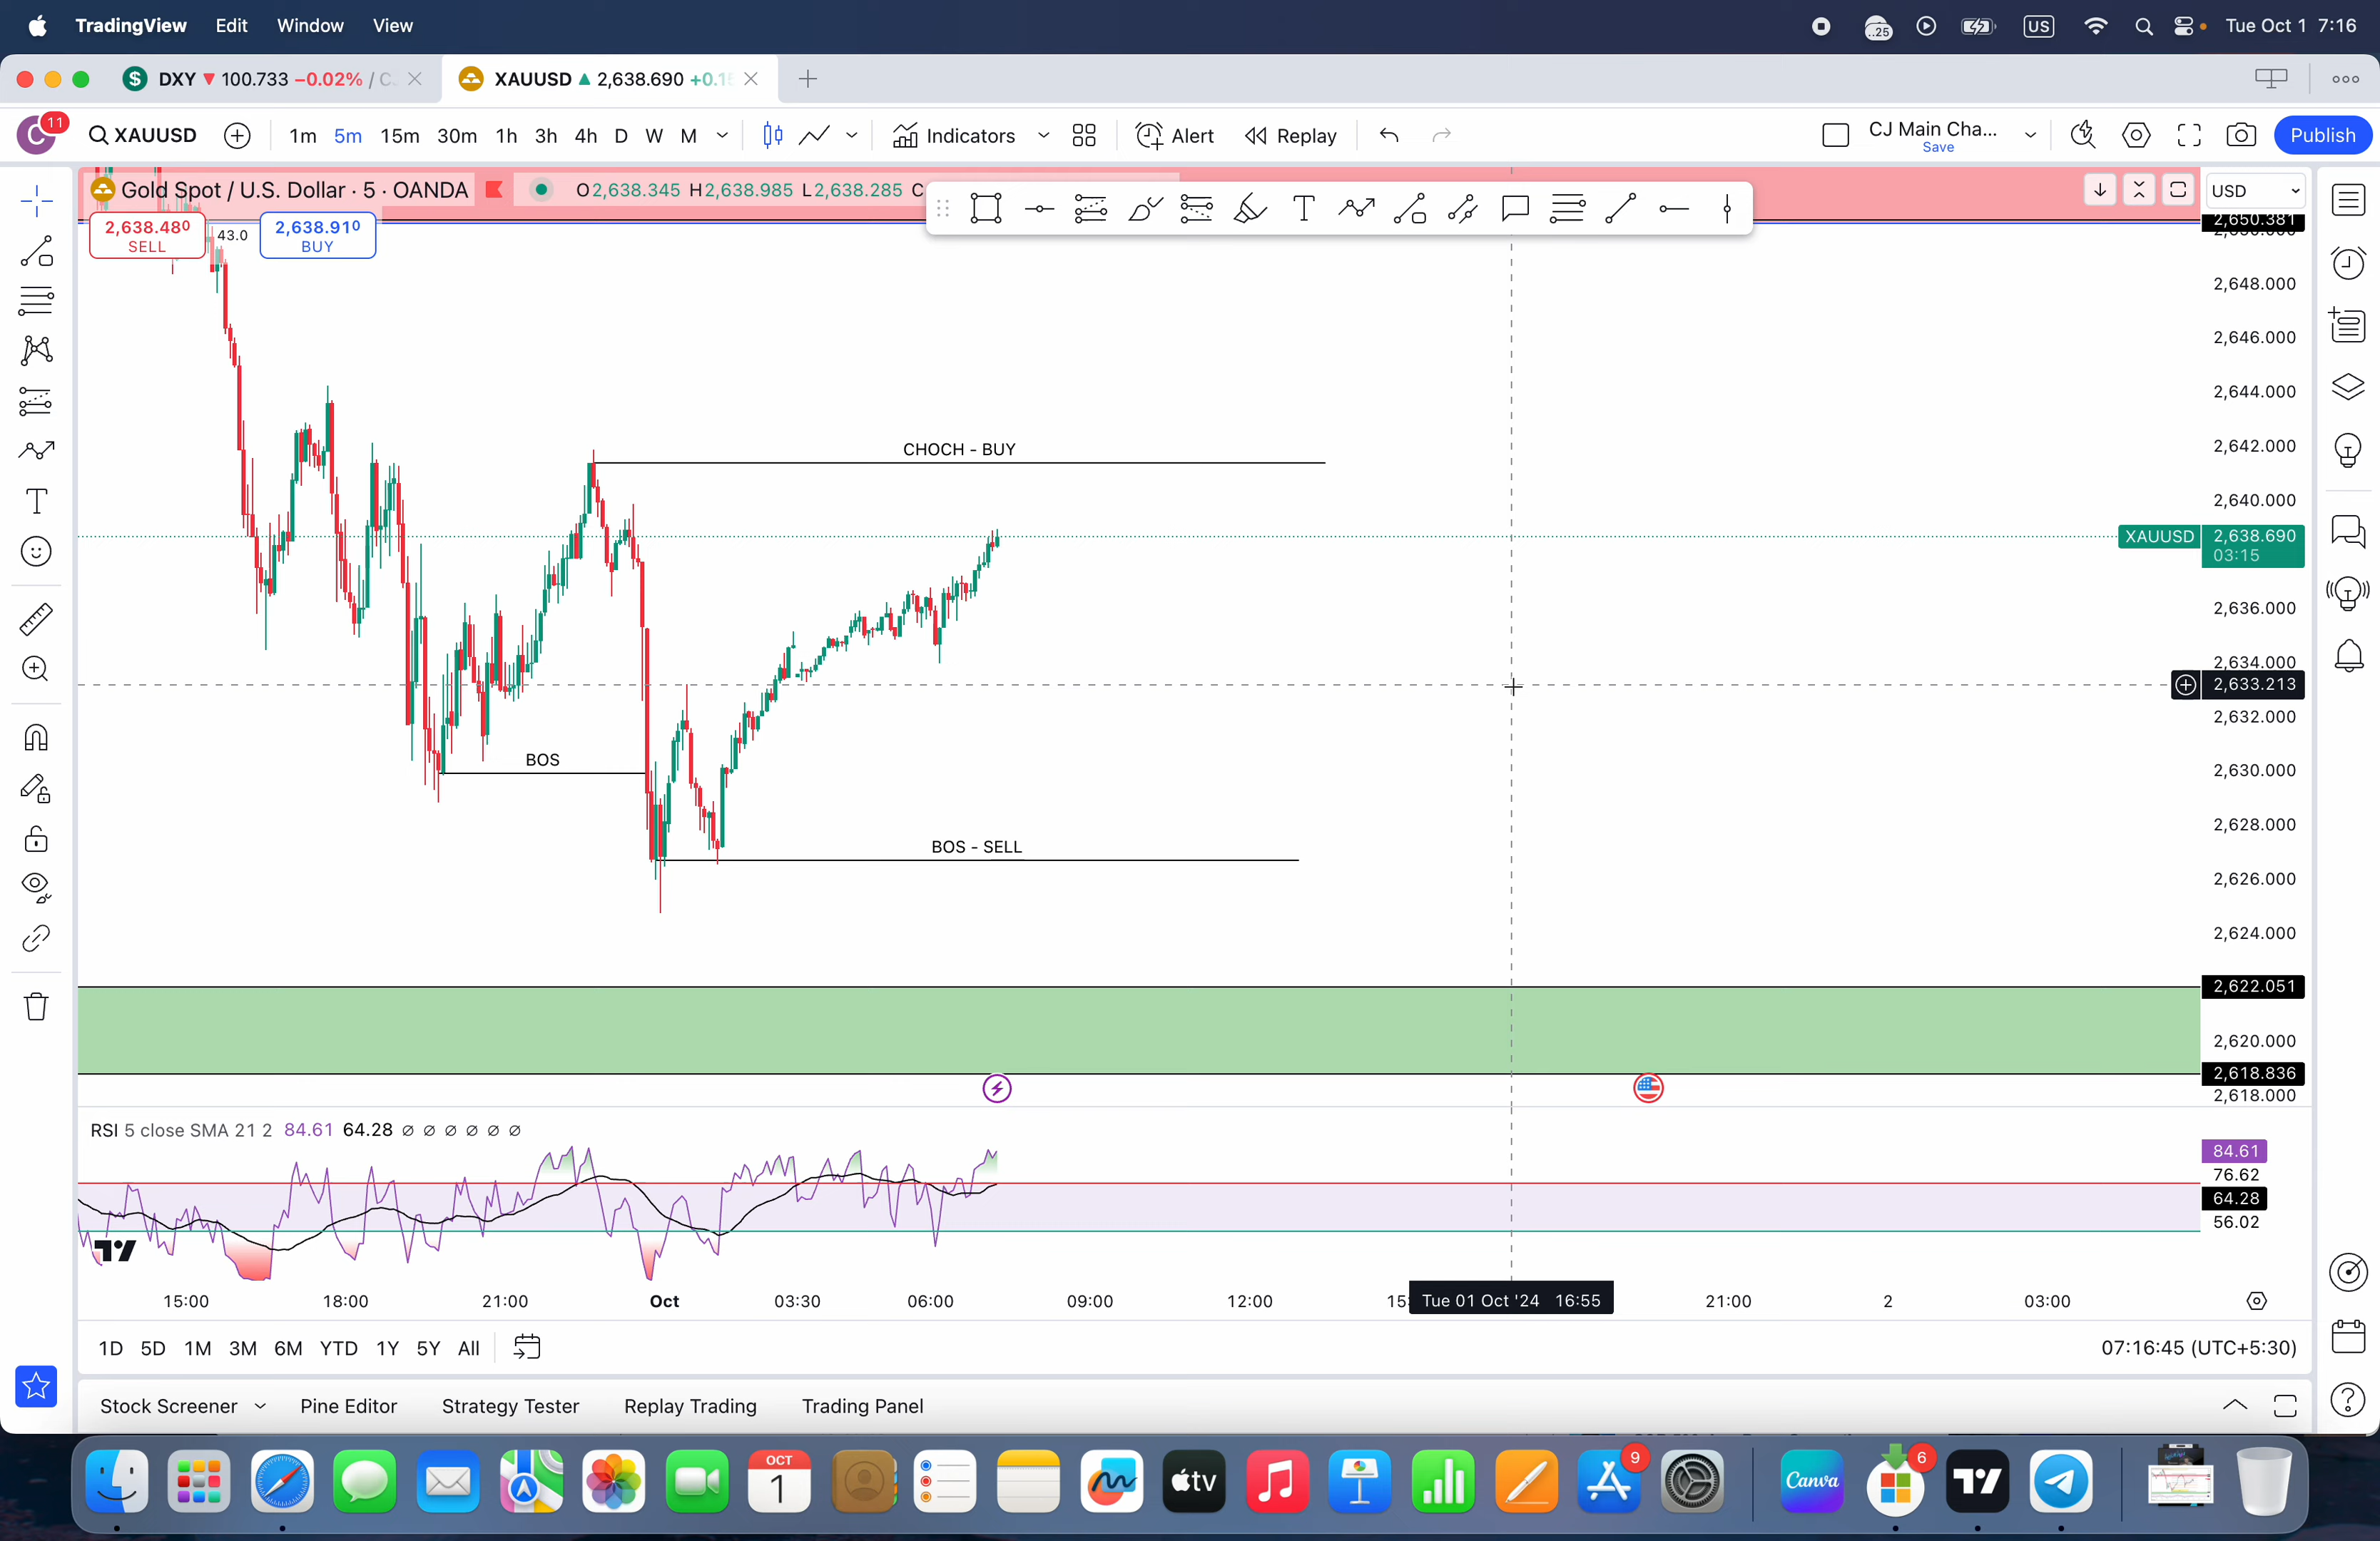 TradingView Edit Window View
..25 US Tue Oct 1 7:16
$ DXY ▼ 100.733 −0.02% / C
XAUUSD ▲ 2,638.690 +0.1
C 11 XAUUSD 1m 5m 15m 30m 1h 3h 4h D W M Indicators Alert Replay CJ Main Cha... Publish
Save
Gold Spot / U.S. Dollar · 5 · OANDA O2,638.345 H2,638.985 L2,638.285 C
USD
2,638.480 43.0 2,638.910
SELL BUY
2,650.381
2,648.000
2,646.000
2,644.000
CHOCH - BUY
2,642.000
2,640.000
XAUUSD 2,638.690
03:15
2,636.000
2,634.000
2,633.213
2,632.000
BOS
2,630.000
2,628.000
BOS - SELL
2,626.000
2,624.000
2,622.051
2,620.000
2,618.836
2,618.000
RSI 5 close SMA 21 2 84.61 64.28 ∅ ∅ ∅ ∅ ∅ ∅
84.61
76.62
64.28
56.02
15:00 18:00 21:00 Oct 03:30 06:00 09:00 12:00 15: Tue 01 Oct '24 16:55 21:00 2 03:00
1D 5D 1M 3M 6M YTD 1Y 5Y All
07:16:45 (UTC+5:30)
Stock Screener Pine Editor Strategy Tester Replay Trading Trading Panel
OCT
1
tv
9
Canva
6